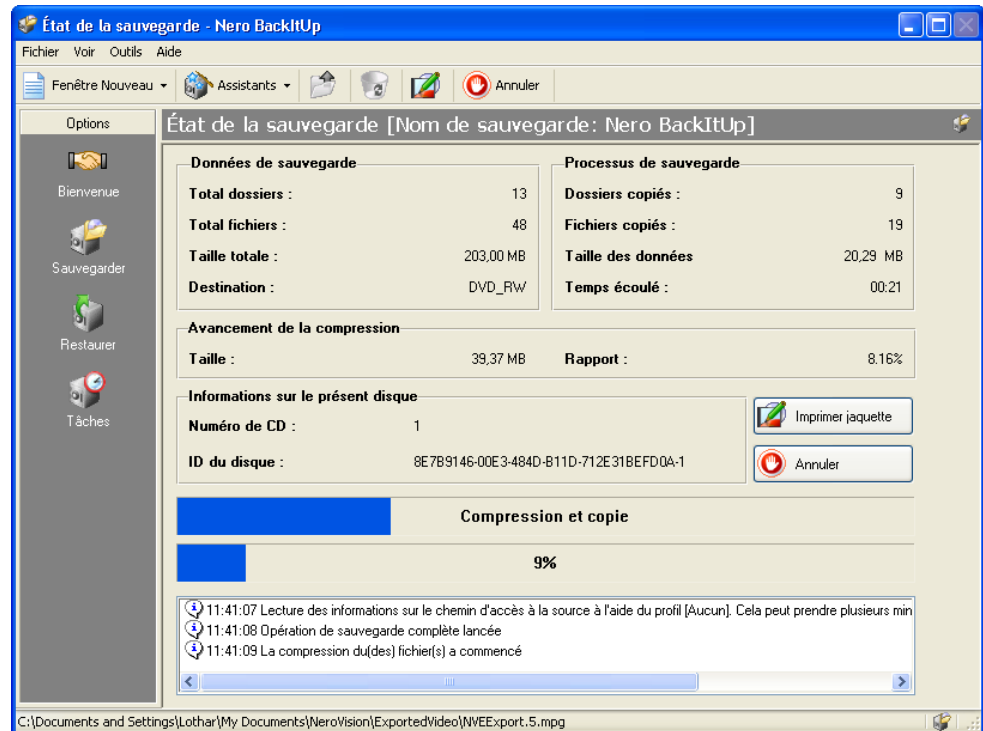 État de la sauvegarde - Nero BackItUp
Fichier Voir Outils Aide
Fenêtre Nouveau Assistants Annuler
Options
État de la sauvegarde [Nom de sauvegarde: Nero BackItUp]
Bienvenue
Sauvegarder
Restaurer
Tâches
Données de sauvegarde
Total dossiers : 13
Total fichiers : 48
Taille totale : 203,00 MB
Destination : DVD_RW
Processus de sauvegarde
Dossiers copiés : 9
Fichiers copiés : 19
Taille des données 20,29 MB
Temps écoulé : 00:21
Avancement de la compression
Taille : 39,37 MB Rapport : 8.16%
Informations sur le présent disque
Numéro de CD : 1
ID du disque : 8E7B9146-00E3-484D-B11D-712E31BEFD0A-1
Imprimer jaquette
Annuler
Compression et copie
9%
11:41:07 Lecture des informations sur le chemin d'accès à la source à l'aide du profil [Aucun]. Cela peut prendre plusieurs min
11:41:08 Opération de sauvegarde complète lancée
11:41:09 La compression du(des) fichier(s) a commencé
C:\Documents and Settings\Lothar\My Documents\NeroVision\ExportedVideo\NVEExport.5.mpg